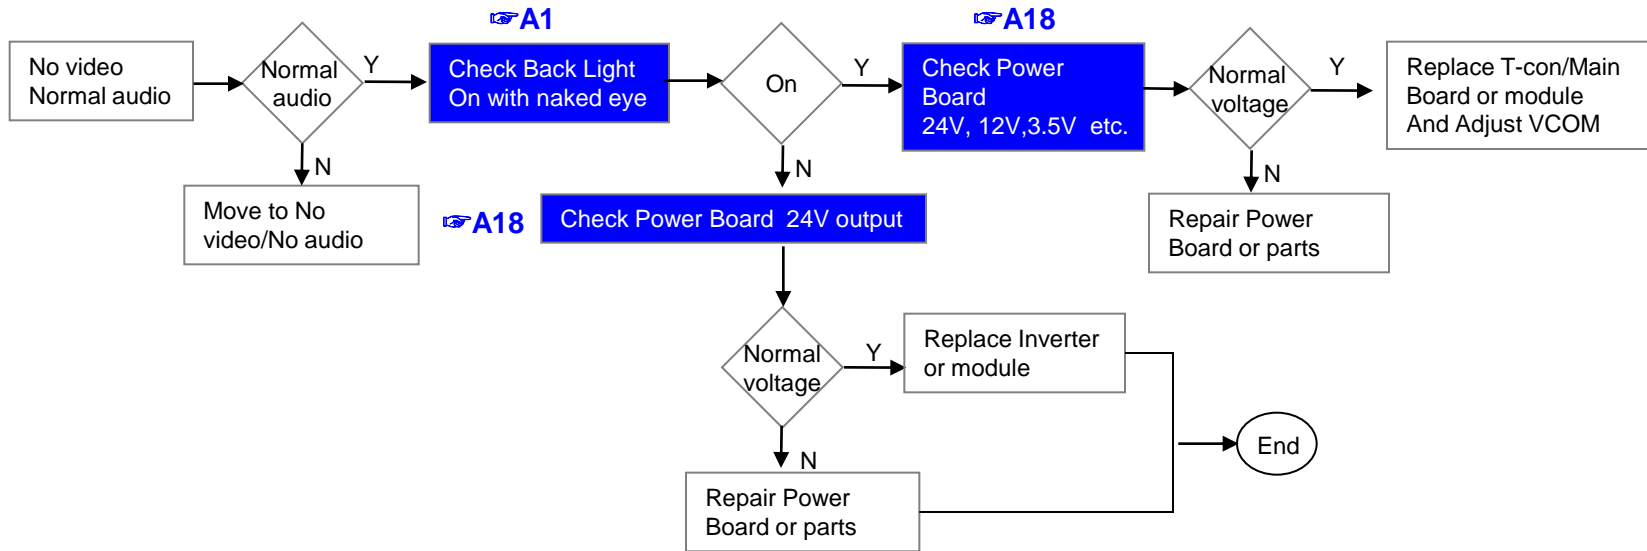 ☞A1
☞A18
No video
Normal audio
Normal
audio
Y
Check Back Light
On with naked eye
On
Y
Check Power
Board
24V, 12V,3.5V etc.
Normal
voltage
Y
Replace T-con/Main
Board or module
And Adjust VCOM
N
N
N
Move to No
video/No audio
☞A18
Check Power Board 24V output
Repair Power
Board or parts
Normal
voltage
Y
Replace Inverter
or module
End
N
Repair Power
Board or parts